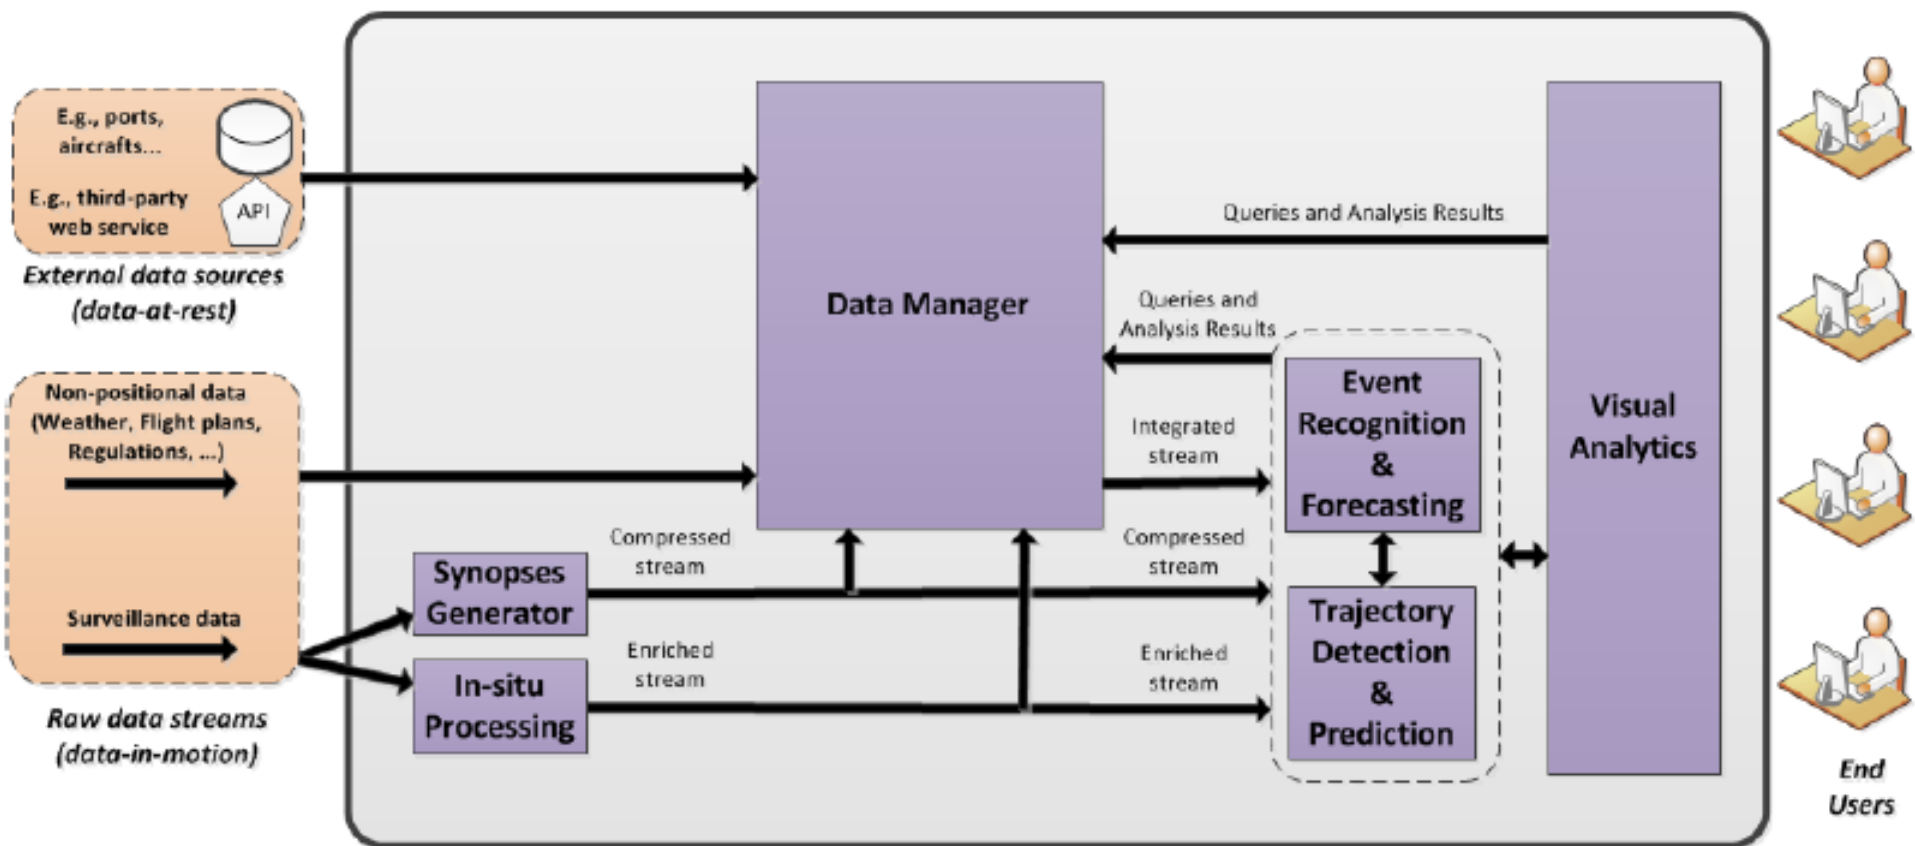 E.g., ports,
aircrafts...
E.g., third-party
web service
API
External data sources
(data-at-rest)
Non-positional data
(Weather, Flight plans,
Regulations, ...)
Surveillance data
Raw data streams
(data-in-motion)
Synopses
Generator
In-situ
Processing
Compressed
stream
Enriched
stream
Data Manager
Queries and Analysis Results
Queries and
Analysis Results
Integrated
stream
Compressed
stream
Enriched
stream
Event
Recognition
&
Forecasting
Trajectory
Detection
&
Prediction
Visual
Analytics
End
Users